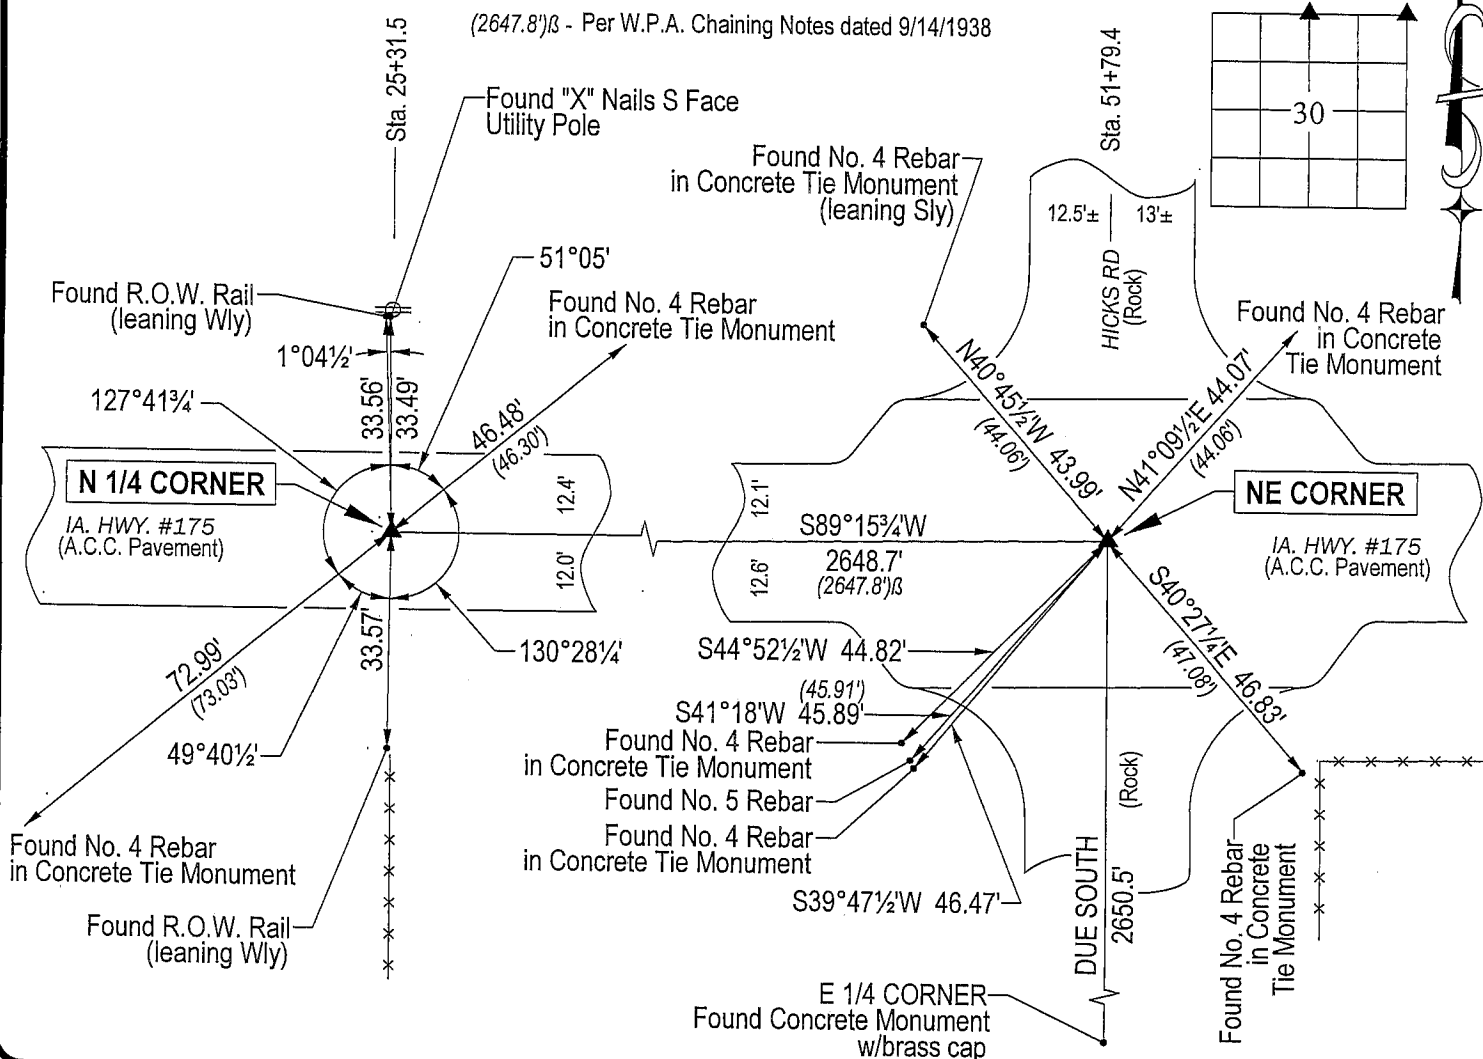 (2647.8')ß - Per W.P.A. Chaining Notes dated 9/14/1938
Sta. 25+31.5
Found "X" Nails S Face
Utility Pole
51°05'
Found R.O.W. Rail
(leaning Wly)
Found No. 4 Rebar
in Concrete Tie Monument
1°04½'
127°41¾'
33.56'
33.49'
46.48'
(46.30')
N 1/4 CORNER
IA. HWY. #175
(A.C.C. Pavement)
12.4'
12.0'
33.57'
130°28¼'
72.99'
(73.03')
49°40½'
Found No. 4 Rebar
in Concrete Tie Monument
Found R.O.W. Rail
(leaning Wly)
Sta. 51+79.4
30
Found No. 4 Rebar
in Concrete Tie Monument
(leaning Sly)
12.5'±
13'±
HICKS RD
(Rock)
Found No. 4 Rebar
in Concrete
Tie Monument
N40°45½'W 43.99'
(44.06')
N41°09½'E 44.07'
(44.06')
NE CORNER
IA. HWY. #175
(A.C.C. Pavement)
12.1'
12.6'
S89°15¾'W
2648.7'
(2647.8')ß
S44°52½'W 44.82'
(45.91')
S41°18'W 45.89'
Found No. 4 Rebar
in Concrete Tie Monument
Found No. 5 Rebar
Found No. 4 Rebar
in Concrete Tie Monument
S39°47½'W 46.47'
S40°27¼'E 46.83'
(47.08')
(Rock)
DUE SOUTH
2650.5'
Found No. 4 Rebar
in Concrete
Tie Monument
E 1/4 CORNER
Found Concrete Monument
w/brass cap